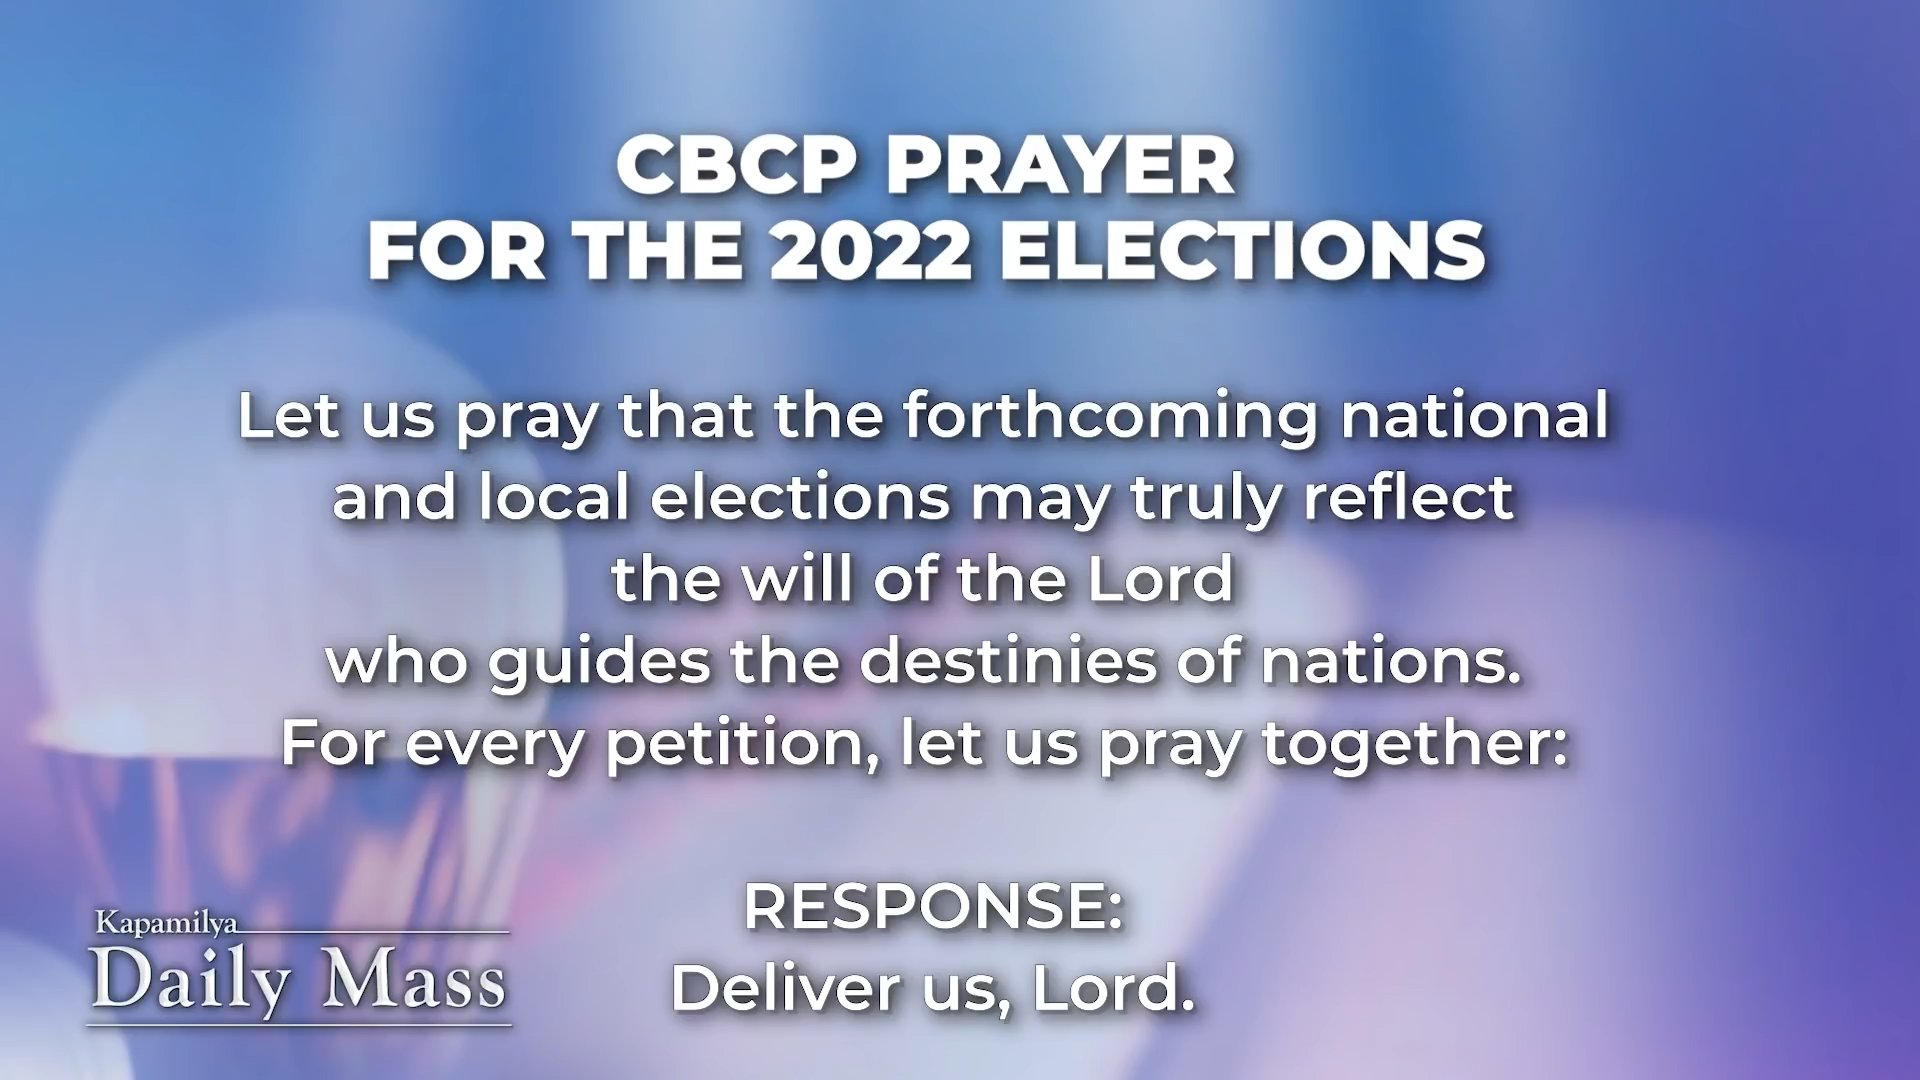 CBCP PRAYER
FOR THE 2022 ELECTIONS
Let us pray that the forthcoming national
and local elections may truly reflect
the will of the Lord
who guides the destinies of nations.
For every petition, let us pray together:
RESPONSE:
Deliver us, Lord.
Kapamilya
Daily Mass